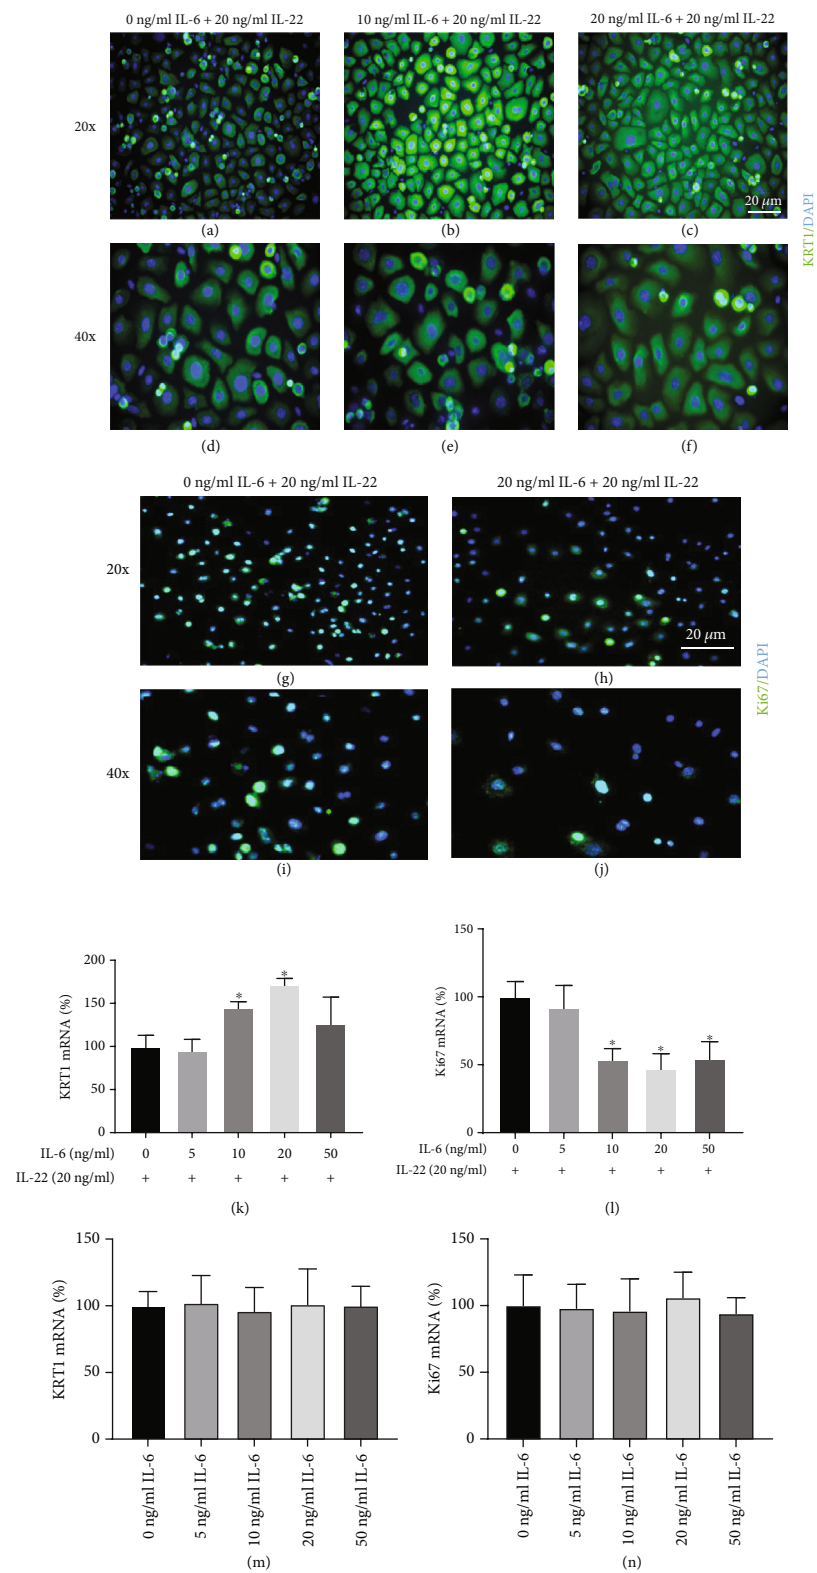 0 ng/ml IL-6 + 20 ng/ml IL-22
10 ng/ml IL-6 + 20 ng/ml IL-22
20 ng/ml IL-6 + 20 ng/ml IL-22
20x
20 μm
(a)
(b)
(c)
KRT1/DAPI
40x
(d)
(e)
(f)
0 ng/ml IL-6 + 20 ng/ml IL-22
20 ng/ml IL-6 + 20 ng/ml IL-22
20x
20 μm
(g)
(h)
Ki67/DAPI
40x
(i)
(j)
KRT1 mRNA (%)
200
150
100
50
0
* *
IL-6 (ng/ml) 0 5 10 20 50
IL-22 (20 ng/ml) + + + + +
(k)
Ki67 mRNA (%)
150
100
50
0
* * *
IL-6 (ng/ml) 0 5 10 20 50
IL-22 (20 ng/ml) + + + + +
(l)
KRT1 mRNA (%)
150
100
50
0
0 ng/ml IL-6
5 ng/ml IL-6
10 ng/ml IL-6
20 ng/ml IL-6
50 ng/ml IL-6
(m)
Ki67 mRNA (%)
150
100
50
0
0 ng/ml IL-6
5 ng/ml IL-6
10 ng/ml IL-6
20 ng/ml IL-6
50 ng/ml IL-6
(n)